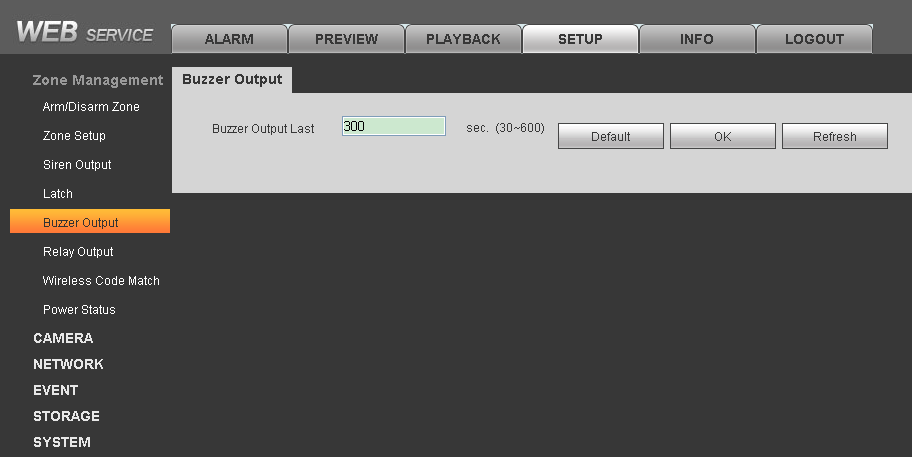 WEB SERVICE
ALARM PREVIEW PLAYBACK SETUP INFO LOGOUT
Zone Management
Arm/Disarm Zone
Zone Setup
Siren Output
Latch
Buzzer Output
Relay Output
Wireless Code Match
Power Status
CAMERA
NETWORK
EVENT
STORAGE
SYSTEM
Buzzer Output
Buzzer Output Last 300 sec. (30~600) Default OK Refresh